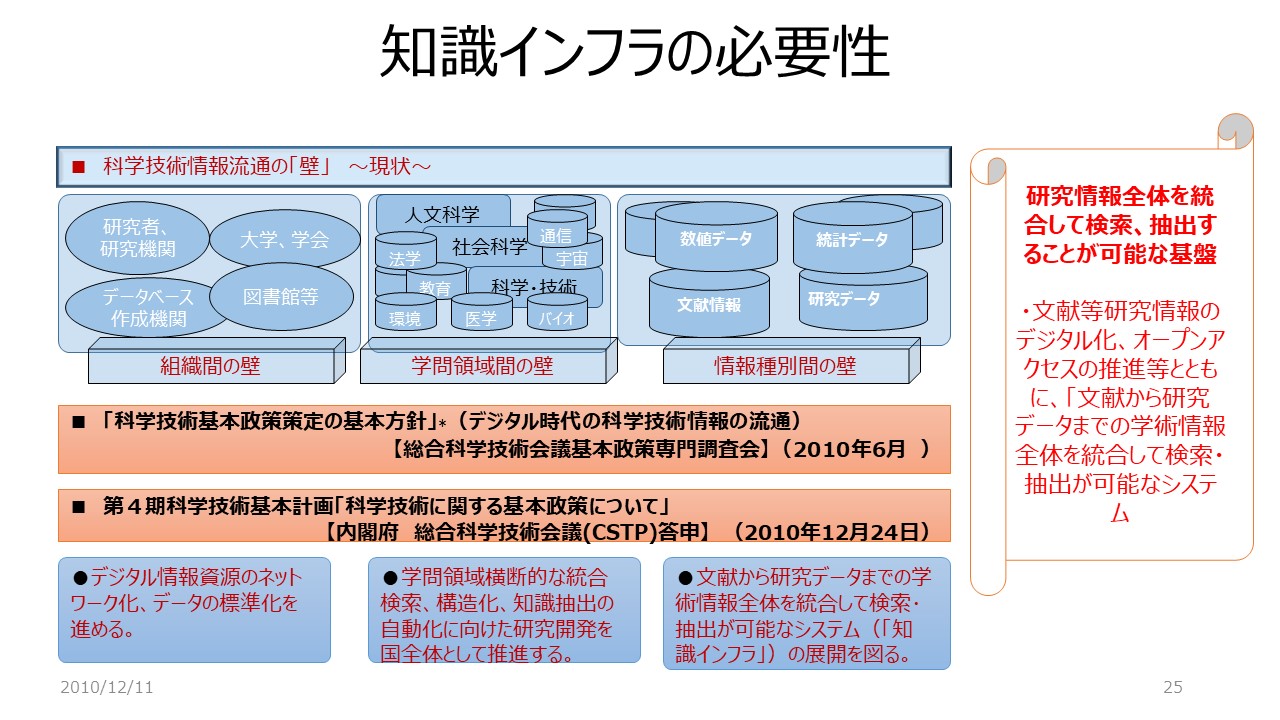 知識インフラの必要性
■ 科学技術情報流通の「壁」 ～現状～
研究者、
研究機関
大学、学会
データベース
作成機関
図書館等
組織間の壁
人文科学
社会科学
通信
法学
宇宙
教育
科学・技術
環境
医学
バイオ
学問領域間の壁
数値データ
統計データ
文献情報
研究データ
情報種別間の壁
■ 「科学技術基本政策策定の基本方針」*（デジタル時代の科学技術情報の流通）
【総合科学技術会議基本政策専門調査会】（2010年6月 ）
■ 第４期科学技術基本計画「科学技術に関する基本政策について」
【内閣府 総合科学技術会議(CSTP)答申】 （2010年12月24日）
●デジタル情報資源のネット
ワーク化、データの標準化を
進める。
●学問領域横断的な統合
検索、構造化、知識抽出の
自動化に向けた研究開発を
国全体として推進する。
●文献から研究データまでの学
術情報全体を統合して検索・
抽出が可能なシステム（「知
識インフラ」）の展開を図る。
研究情報全体を統
合して検索、抽出す
ることが可能な基盤
・文献等研究情報の
デジタル化、オープンア
クセスの推進等ととも
に、「文献から研究
データまでの学術情報
全体を統合して検索・
抽出が可能なシステ
ム
2010/12/11
25